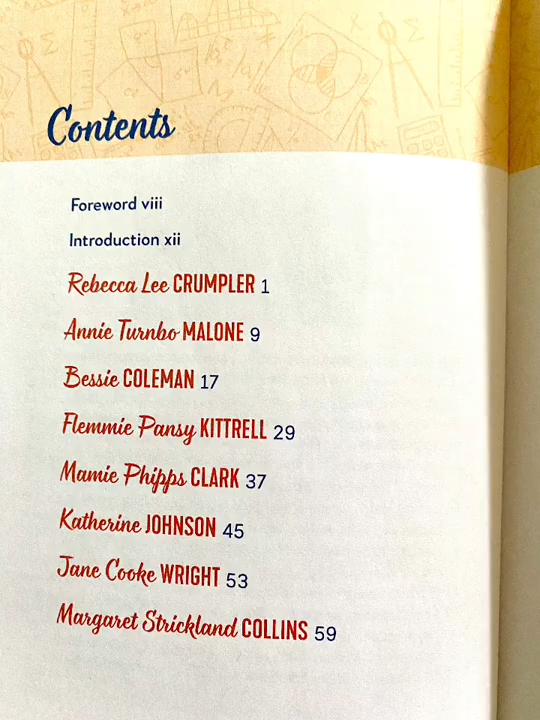 Contents
Foreword viii
Introduction xii
Rebecca Lee CRUMPLER 1
Annie Turnbo MALONE 9
Bessie COLEMAN 17
Flemmie Pansy KITTRELL 29
Mamie Phipps CLARK 37
Katherine JOHNSON 45
Jane Cooke WRIGHT 53
Margaret Strickland COLLINS 59